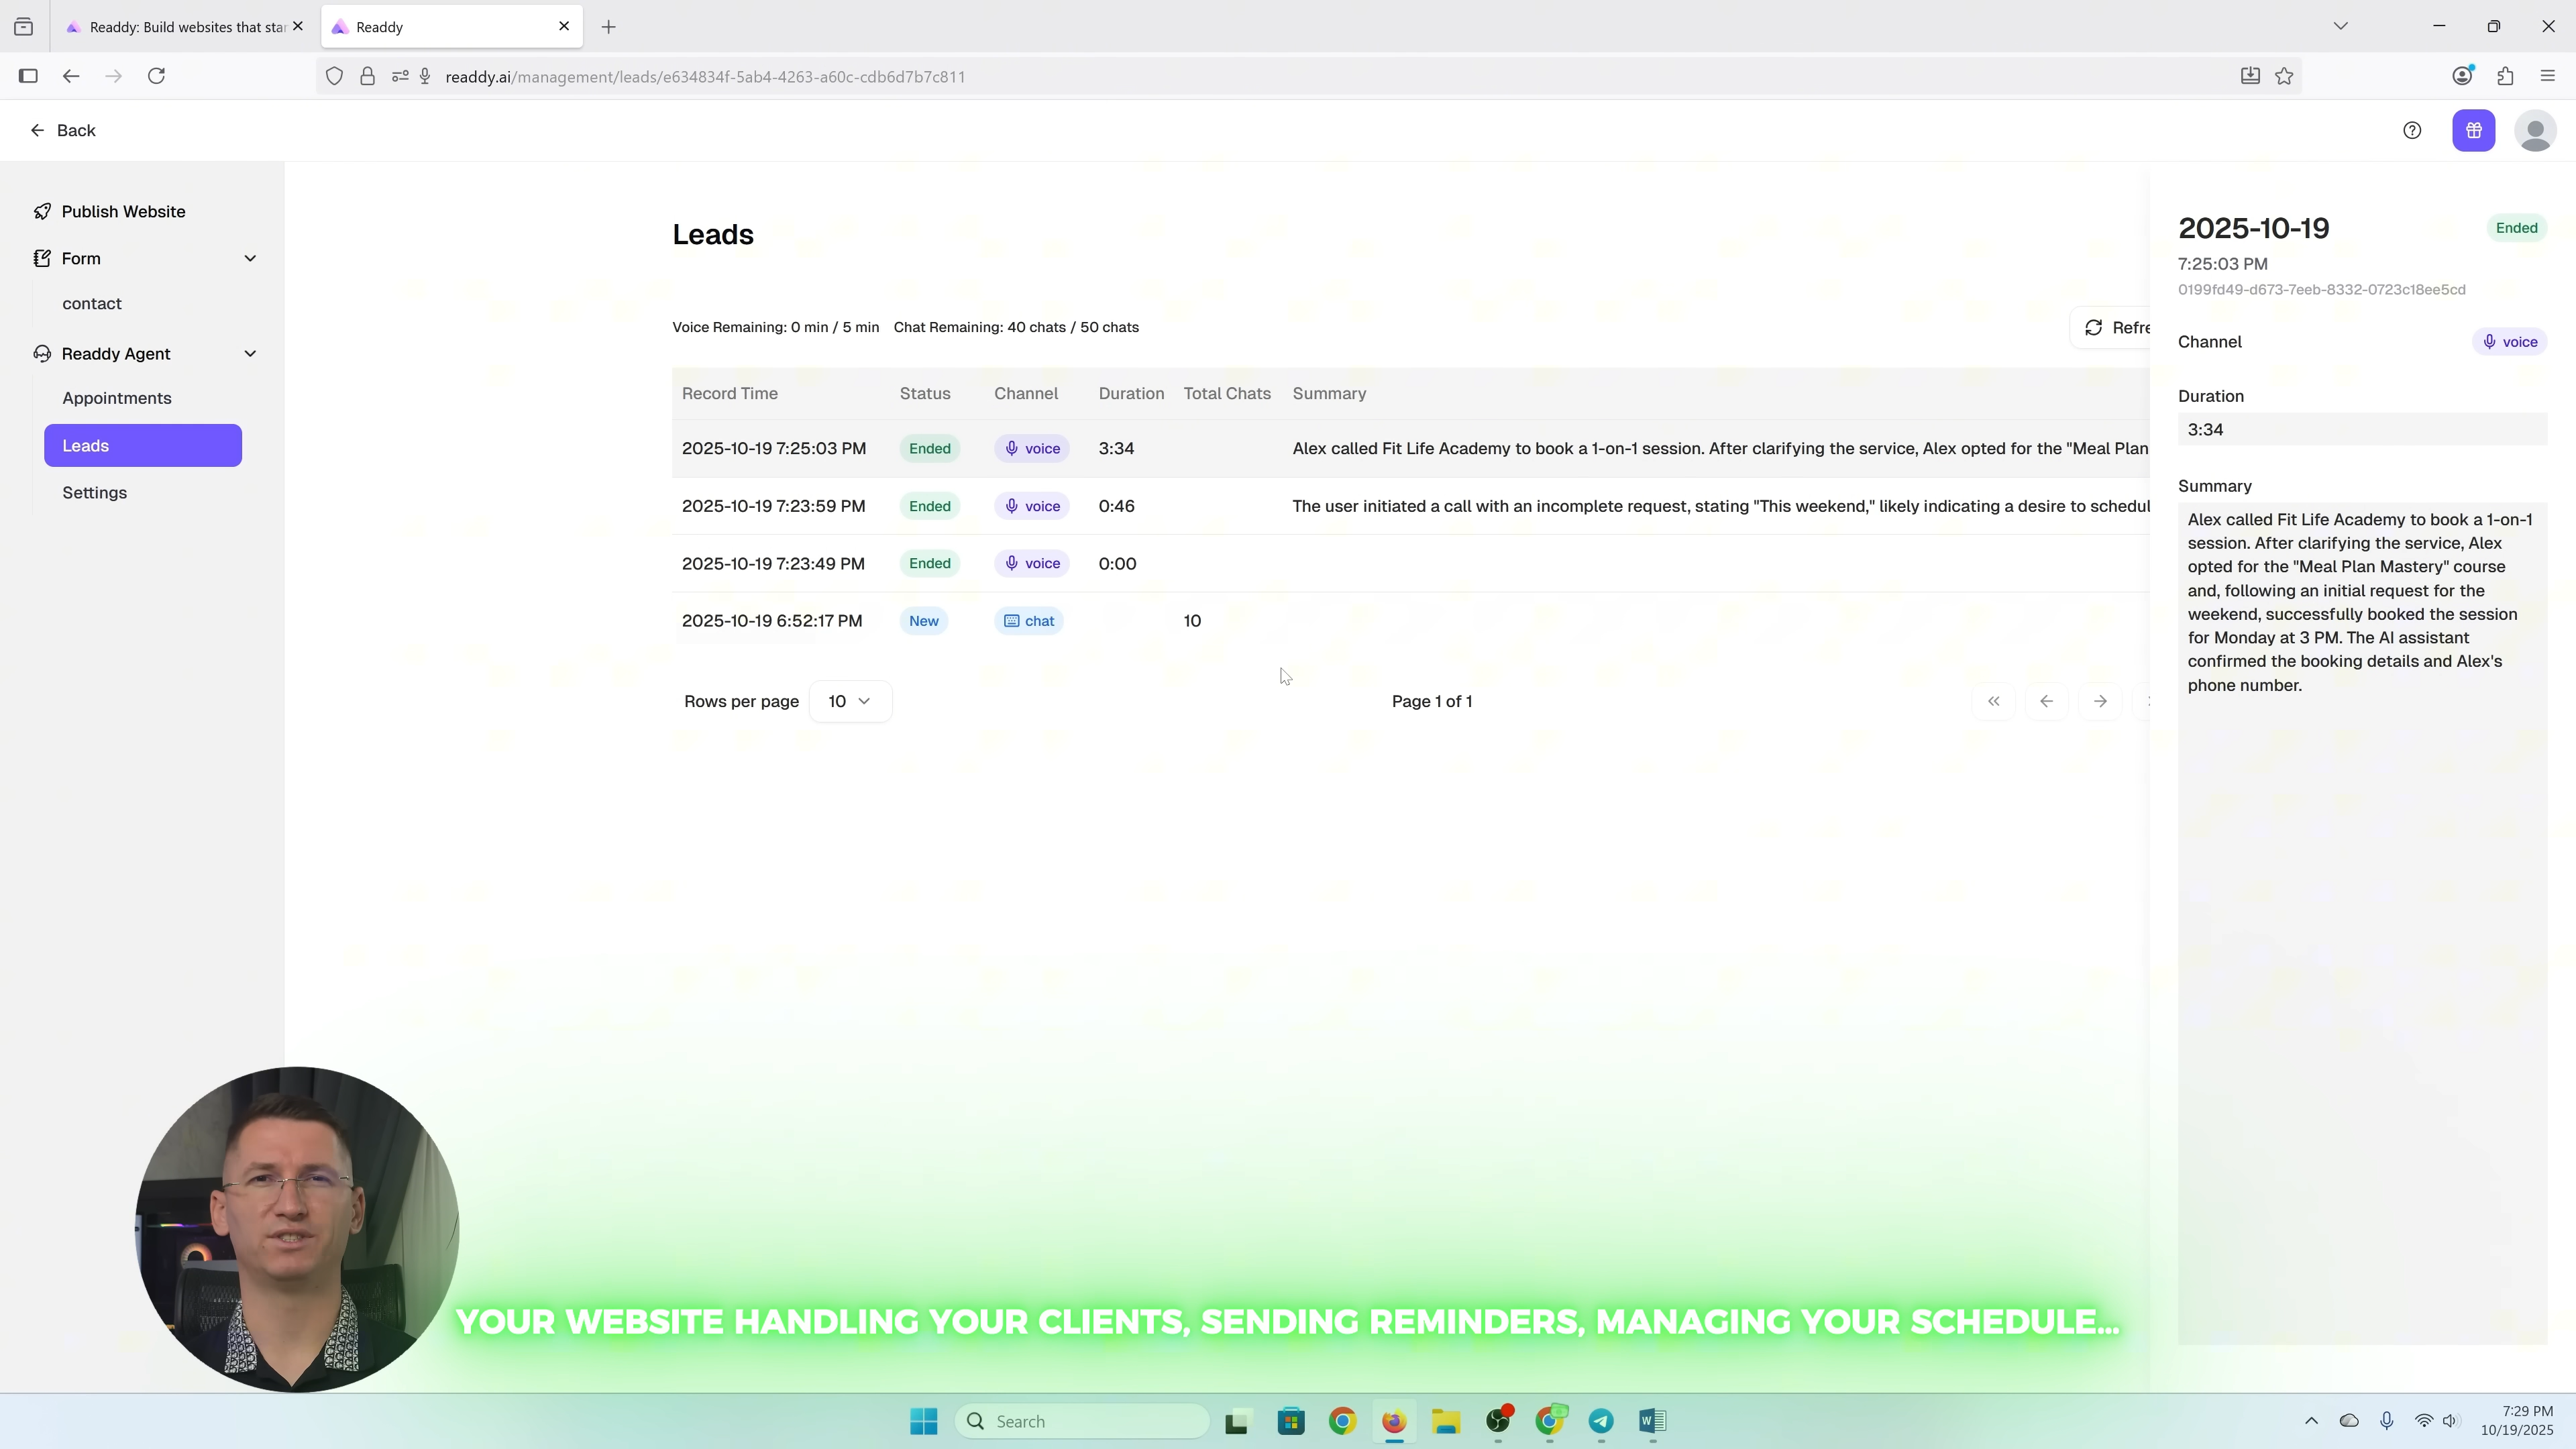 Readdy: Build websites that star
Readdy
readdy.ai/management/leads/e634834f-5ab4-4263-a60c-cdb6d7b7c811
Back
Publish Website
Form
contact
Readdy Agent
Appointments
Leads
Settings
Leads
Voice Remaining: 0 min / 5 min Chat Remaining: 40 chats / 50 chats
Refre
Record Time Status Channel Duration Total Chats Summary
2025-10-19 7:25:03 PM Ended voice 3:34 Alex called Fit Life Academy to book a 1-on-1 session. After clarifying the service, Alex opted for the "Meal Plan
2025-10-19 7:23:59 PM Ended voice 0:46 The user initiated a call with an incomplete request, stating "This weekend," likely indicating a desire to schedul
2025-10-19 7:23:49 PM Ended voice 0:00
2025-10-19 6:52:17 PM New chat 10
Rows per page 10 Page 1 of 1
2025-10-19 Ended
7:25:03 PM
0199fd49-d673-7eeb-8332-0723c18ee5cd
Channel voice
Duration
3:34
Summary
Alex called Fit Life Academy to book a 1-on-1
session. After clarifying the service, Alex
opted for the "Meal Plan Mastery" course
and, following an initial request for the
weekend, successfully booked the session
for Monday at 3 PM. The AI assistant
confirmed the booking details and Alex's
phone number.
YOUR WEBSITE HANDLING YOUR CLIENTS, SENDING REMINDERS, MANAGING YOUR SCHEDULE...
Search
7:29 PM
10/19/2025